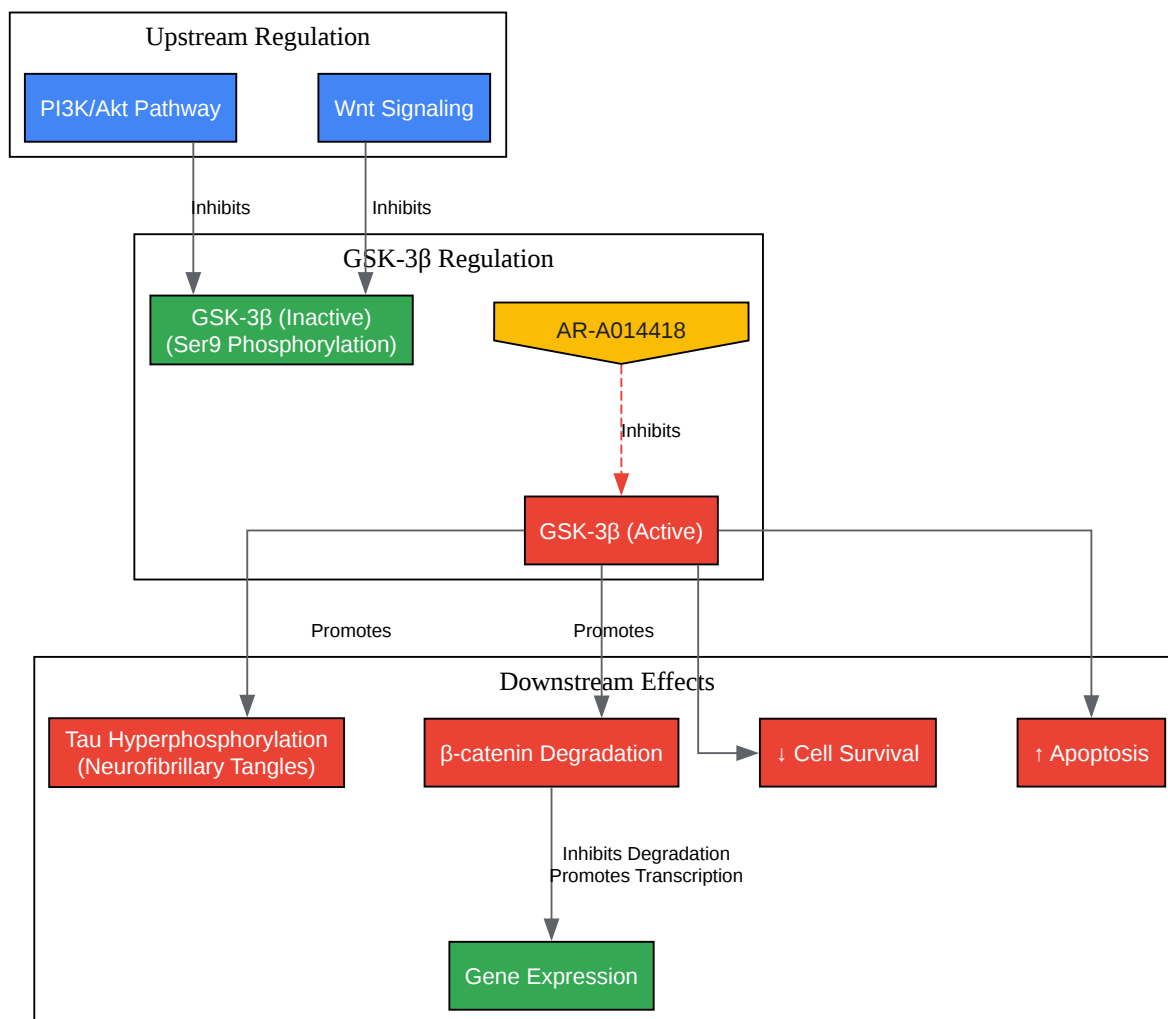 Upstream Regulation
PI3K/Akt Pathway
Wnt Signaling
Inhibits
Inhibits
GSK-3β Regulation
GSK-3β (Inactive)
(Ser9 Phosphorylation)
AR-A014418
Inhibits
GSK-3β (Active)
Promotes
Promotes
Downstream Effects
Tau Hyperphosphorylation
(Neurofibrillary Tangles)
β-catenin Degradation
↓ Cell Survival
↑ Apoptosis
Inhibits Degradation
Promotes Transcription
Gene Expression